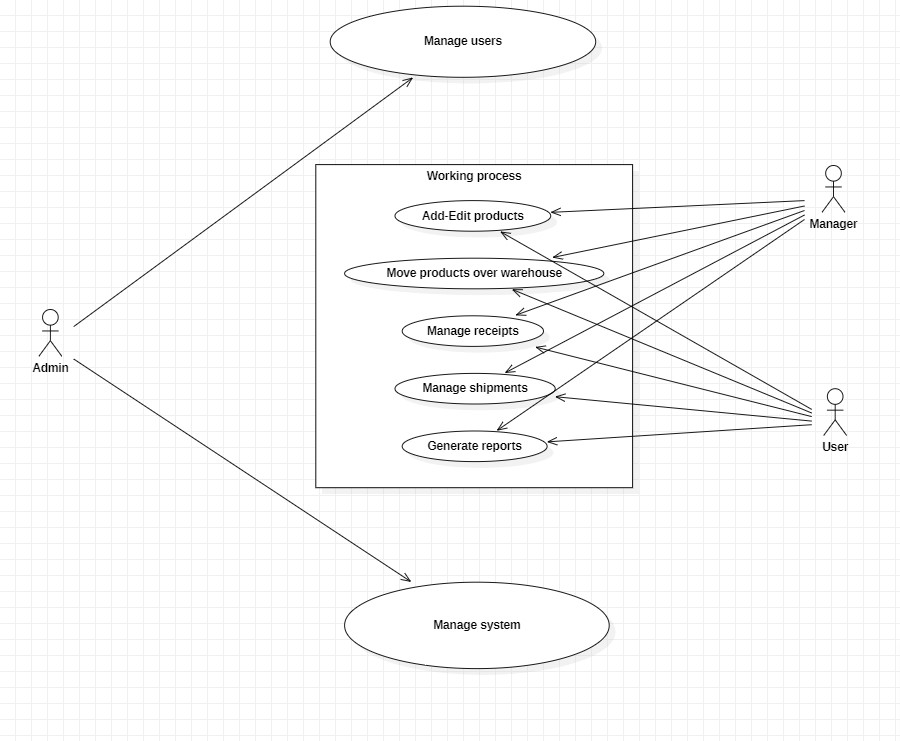 Manage users
Working process
Add-Edit products
Manager
Move products over warehouse
Manage receipts
Admin
Manage shipments
Generate reports
User
Manage system